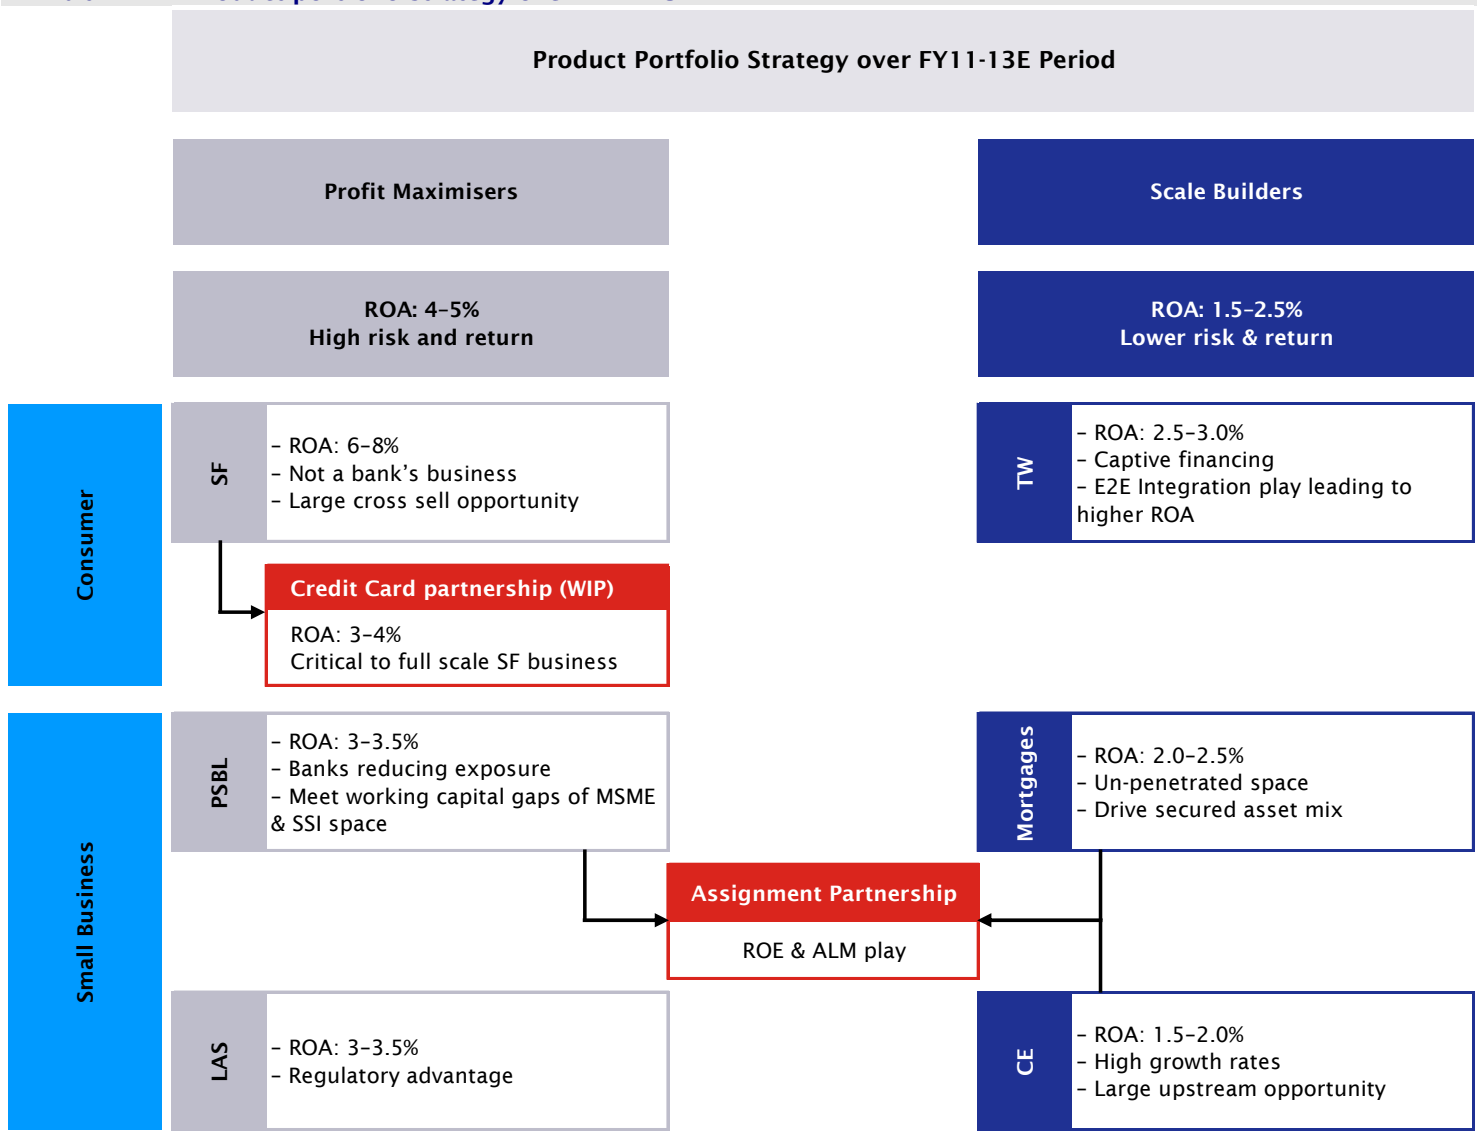 Product Portfolio Strategy over FY11-13E Period
Profit Maximisers
Scale Builders
ROA: 4–5%
High risk and return
ROA: 1.5–2.5%
Lower risk & return
Consumer
SF
– ROA: 6–8%
– Not a bank’s business
– Large cross sell opportunity
TW
– ROA: 2.5–3.0%
– Captive financing
– E2E Integration play leading to
higher ROA
Credit Card partnership (WIP)
ROA: 3–4%
Critical to full scale SF business
Small Business
PSBL
– ROA: 3–3.5%
– Banks reducing exposure
– Meet working capital gaps of MSME
& SSI space
Mortgages
– ROA: 2.0–2.5%
– Un-penetrated space
– Drive secured asset mix
Assignment Partnership
ROE & ALM play
LAS
– ROA: 3–3.5%
– Regulatory advantage
CE
– ROA: 1.5–2.0%
– High growth rates
– Large upstream opportunity